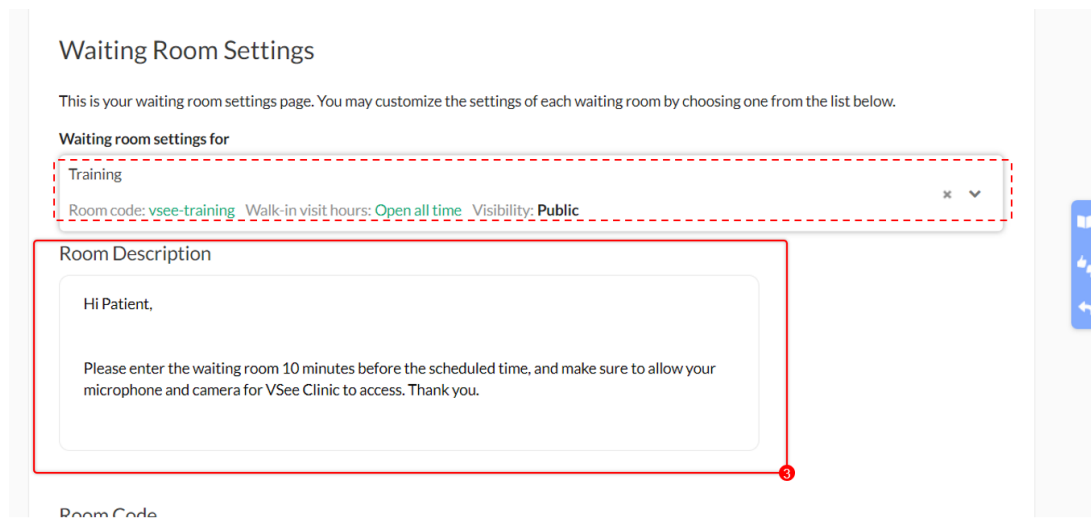 Waiting Room Settings
This is your waiting room settings page. You may customize the settings of each waiting room by choosing one from the list below.
Waiting room settings for
Training
Room code: vsee-training Walk-in visit hours: Open all time Visibility: Public
Room Description
Hi Patient,
Please enter the waiting room 10 minutes before the scheduled time, and make sure to allow your
microphone and camera for VSee Clinic to access. Thank you.
3
Room Code